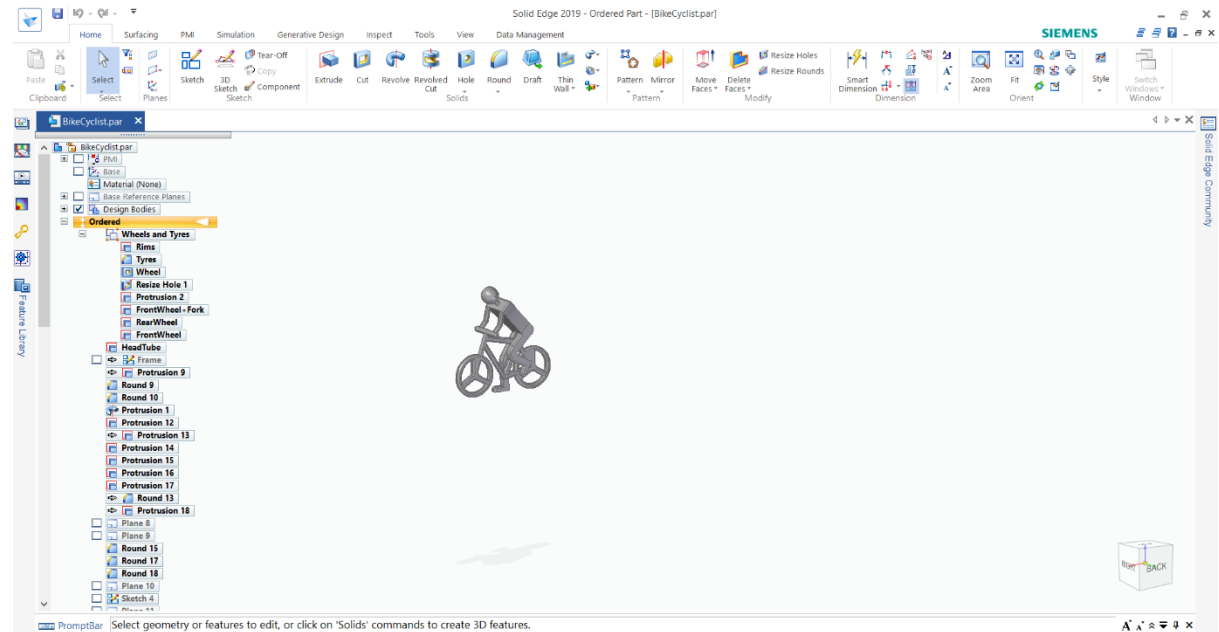 Solid Edge 2019 - Ordered Part - [BikeCyclist.par]
Home Surfacing PMI Simulation Generative Design Inspect Tools View Data Management SIEMENS
Paste Select Sketch 3D Sketch Tear-Off Copy Component Extrude Cut Revolve Revolved Cut Hole Round Draft Thin Wall Pattern Mirror Move Faces Delete Faces Resize Holes Resize Rounds Smart Dimension Zoom Area Fit Style Switch Windows
Clipboard Select Planes Sketch Solids Pattern Modify Dimension Orient Style Window
BikeCyclist.par
BikeCyclist.par
PMI
Base
Material (None)
Base Reference Planes
Design Bodies
Ordered
Wheels and Tyres
Rims
Tyres
Wheel
Resize Hole 1
Protrusion 2
FrontWheel+Fork
RearWheel
FrontWheel
HeadTube
Frame
Protrusion 9
Round 9
Round 10
Protrusion 1
Protrusion 12
Protrusion 13
Protrusion 14
Protrusion 15
Protrusion 16
Protrusion 17
Round 13
Protrusion 18
Plane 8
Plane 9
Round 15
Round 17
Round 18
Plane 10
Sketch 4
Plane 11
Feature Library
Solid Edge Community
RIGHT BACK
PromptBar Select geometry or features to edit, or click on 'Solids' commands to create 3D features.